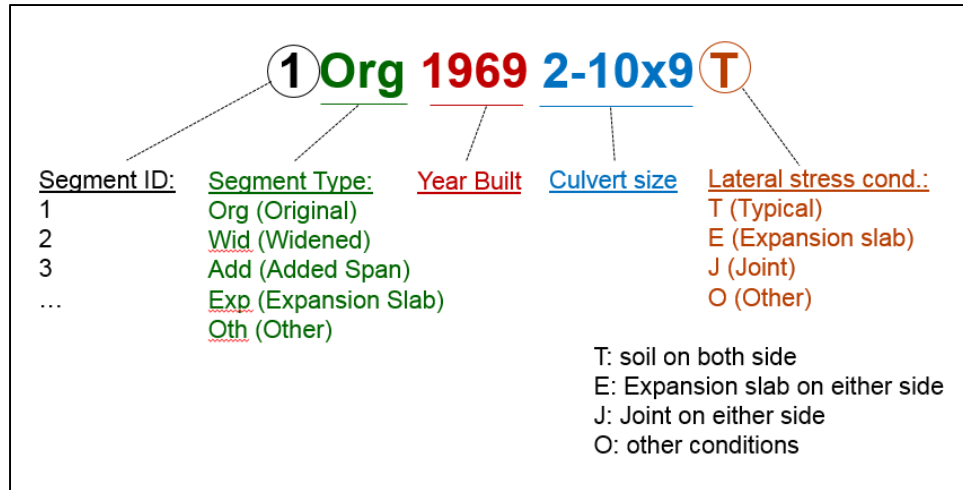 1 Org 1969 2-10x9 T
Segment ID:
1
2
3
...
Segment Type:
Org (Original)
Wid (Widened)
Add (Added Span)
Exp (Expansion Slab)
Oth (Other)
Year Built
Culvert size
Lateral stress cond.:
T (Typical)
E (Expansion slab)
J (Joint)
O (Other)
T: soil on both side
E: Expansion slab on either side
J: Joint on either side
O: other conditions